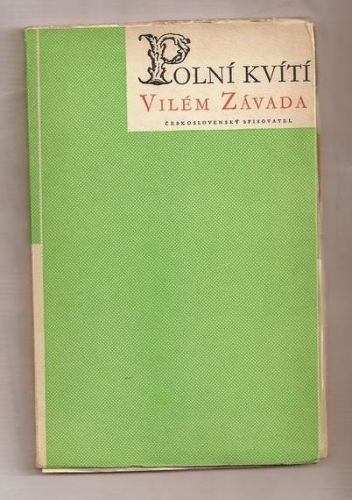 POLNÍ KVÍTÍ
VILÉM ZÁVADA
ČESKOSLOVENSKÝ SPISOVATEL